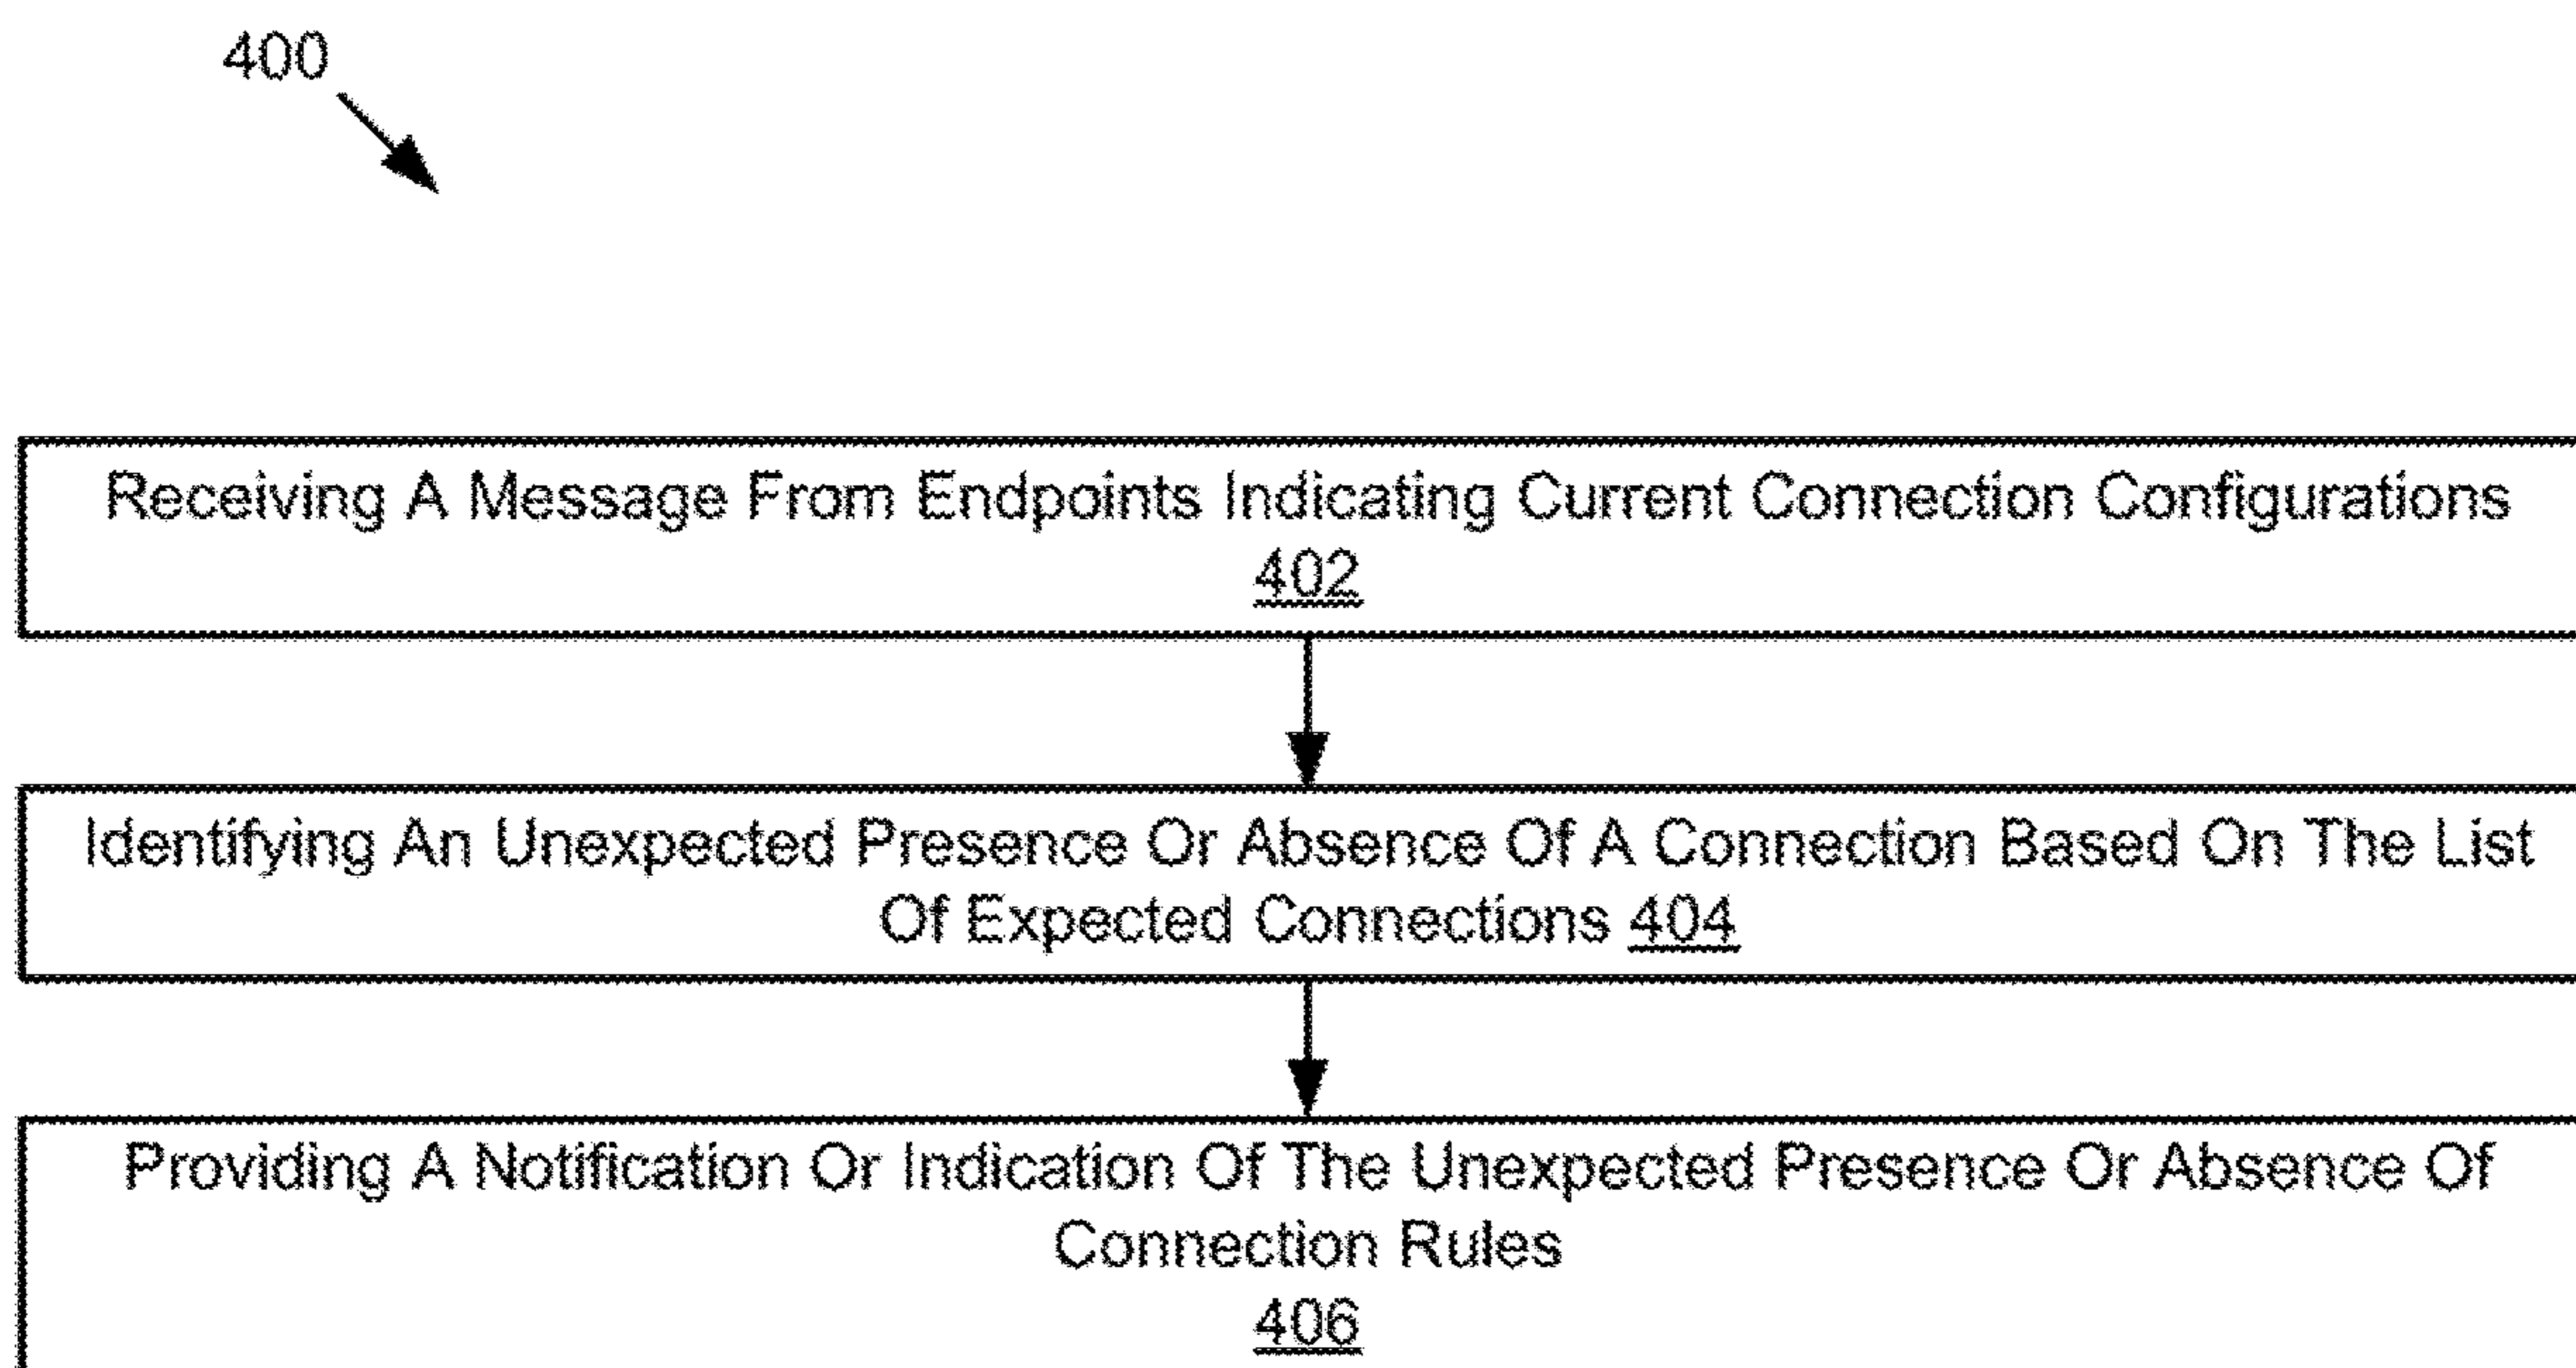 400
Receiving A Message From Endpoints Indicating Current Connection Configurations
402
Identifying An Unexpected Presence Or Absence Of A Connection Based On The List
Of Expected Connections 404
Providing A Notification Or Indication Of The Unexpected Presence Or Absence Of
Connection Rules
406